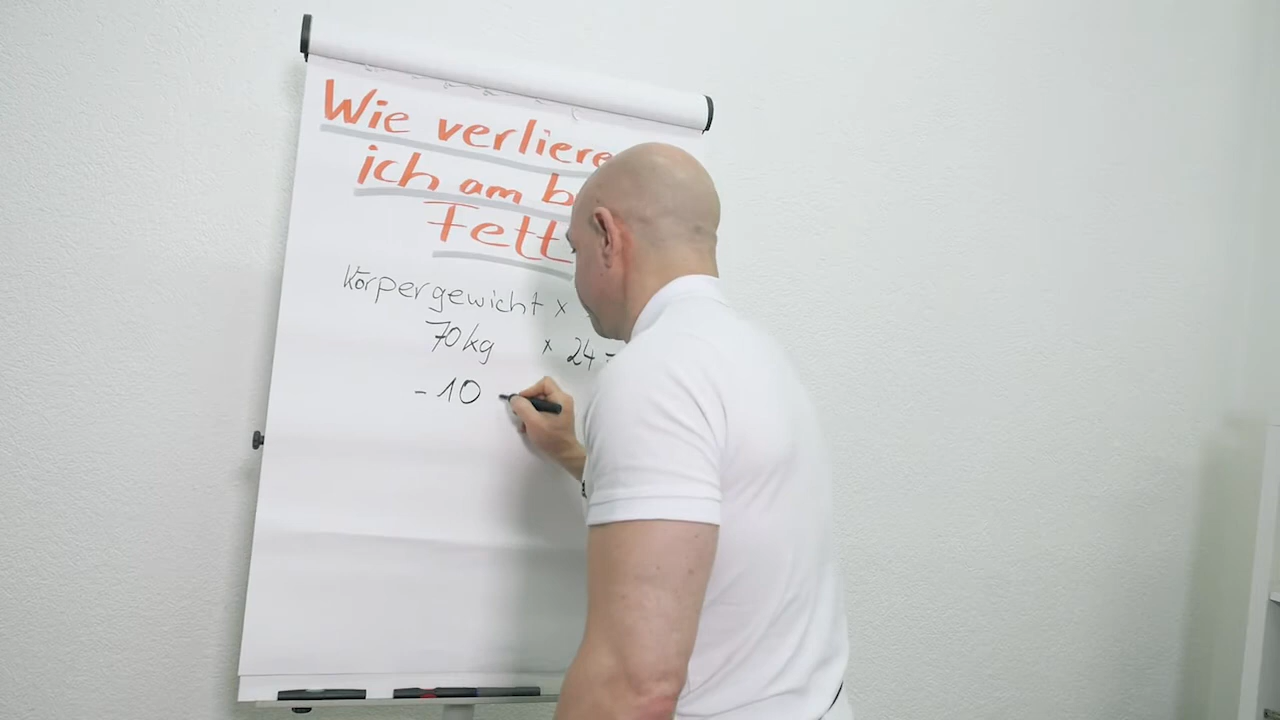 Wie verliere
ich am b
Fett
Körpergewicht x
70kg x 24 =
- 10